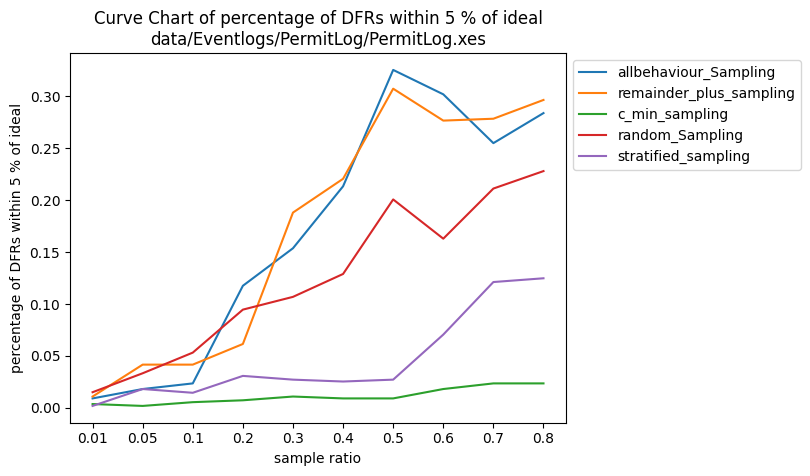 Curve Chart of percentage of DFRs within 5 % of ideal
data/Eventlogs/PermitLog/PermitLog.xes
percentage of DFRs within 5 % of ideal
0.30
0.25
0.20
0.15
0.10
0.05
0.00
0.01 0.05 0.1 0.2 0.3 0.4 0.5 0.6 0.7 0.8
sample ratio
allbehaviour_Sampling
remainder_plus_sampling
c_min_sampling
random_Sampling
stratified_sampling